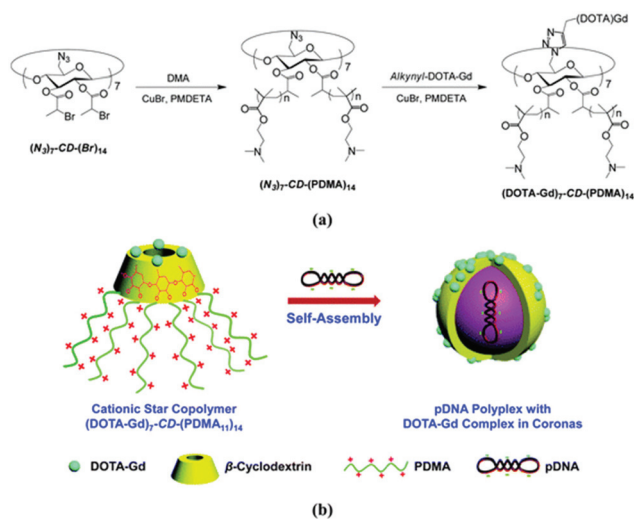 (DOTA)Gd
N
N
N
N3
O
O
O
7
O
O
O
O
Br
Br
(N3)7-CD-(Br)14
DMA
CuBr, PMDETA
N3
O
O
O
7
O
O
O
O
n
n
O
O
O
O
N
N
(N3)7-CD-(PDMA)14
Alkynyl-DOTA-Gd
CuBr, PMDETA
O
O
O
7
O
O
O
O
n
n
O
O
O
O
N
N
(DOTA-Gd)7-CD-(PDMA)14
(a)
Self-Assembly
Cationic Star Copolymer
(DOTA-Gd)7-CD-(PDMA11)14
pDNA Polyplex with
DOTA-Gd Complex in Coronas
DOTA-Gd
β-Cyclodextrin
PDMA
pDNA
(b)